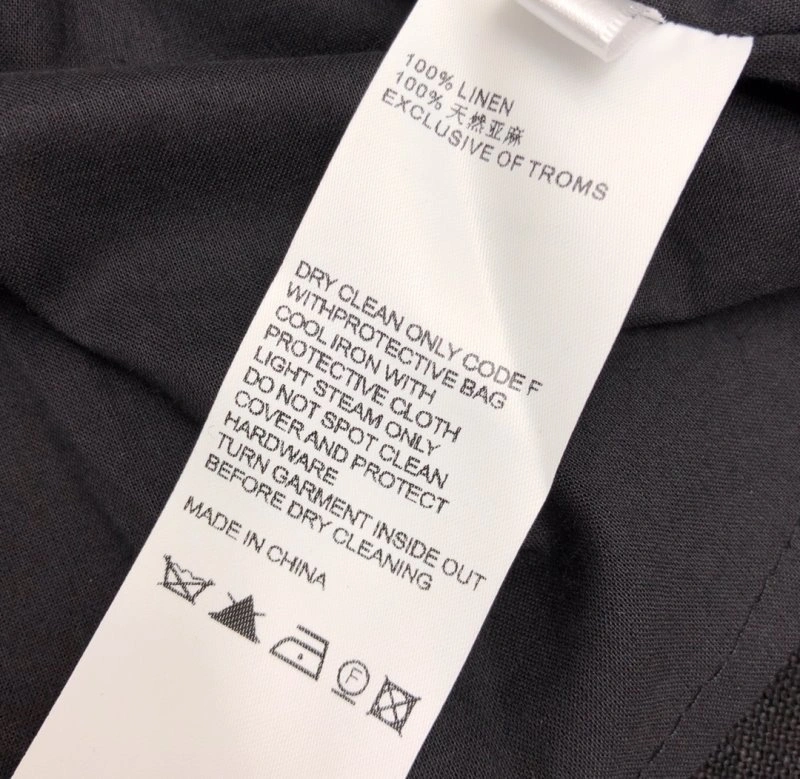 100% LINEN
100% 天然亚麻
EXCLUSIVE OF TROMS
DRY CLEAN ONLY CODE F
WITHPROTECTIVE BAG
COOL IRON WITH
PROTECTIVE CLOTH
LIGHT STEAM ONLY
DO NOT SPOT CLEAN
COVER AND PROTECT
HARDWARE
TURN GARMENT INSIDE OUT
BEFORE DRY CLEANING
MADE IN CHINA
F